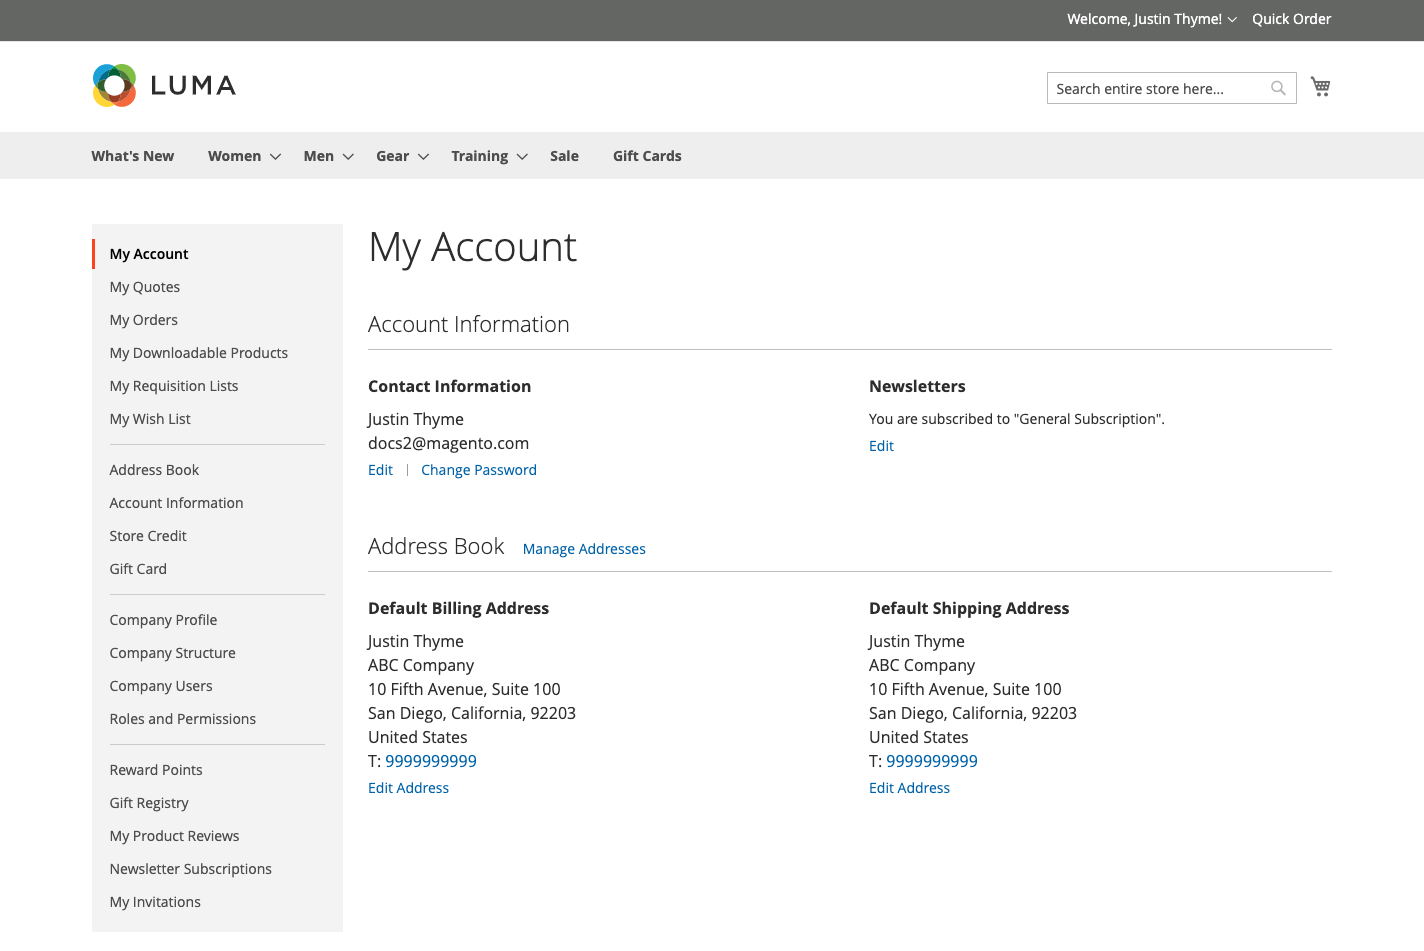 Welcome, Justin Thyme! Quick Order
LUMA
Search entire store here...
What's New Women Men Gear Training Sale Gift Cards
My Account
My Quotes
My Orders
My Downloadable Products
My Requisition Lists
My Wish List
Address Book
Account Information
Store Credit
Gift Card
Company Profile
Company Structure
Company Users
Roles and Permissions
Reward Points
Gift Registry
My Product Reviews
Newsletter Subscriptions
My Invitations
My Account
Account Information
Contact Information
Justin Thyme
docs2@magento.com
Edit | Change Password
Newsletters
You are subscribed to "General Subscription".
Edit
Address Book Manage Addresses
Default Billing Address
Justin Thyme
ABC Company
10 Fifth Avenue, Suite 100
San Diego, California, 92203
United States
T: 9999999999
Edit Address
Default Shipping Address
Justin Thyme
ABC Company
10 Fifth Avenue, Suite 100
San Diego, California, 92203
United States
T: 9999999999
Edit Address